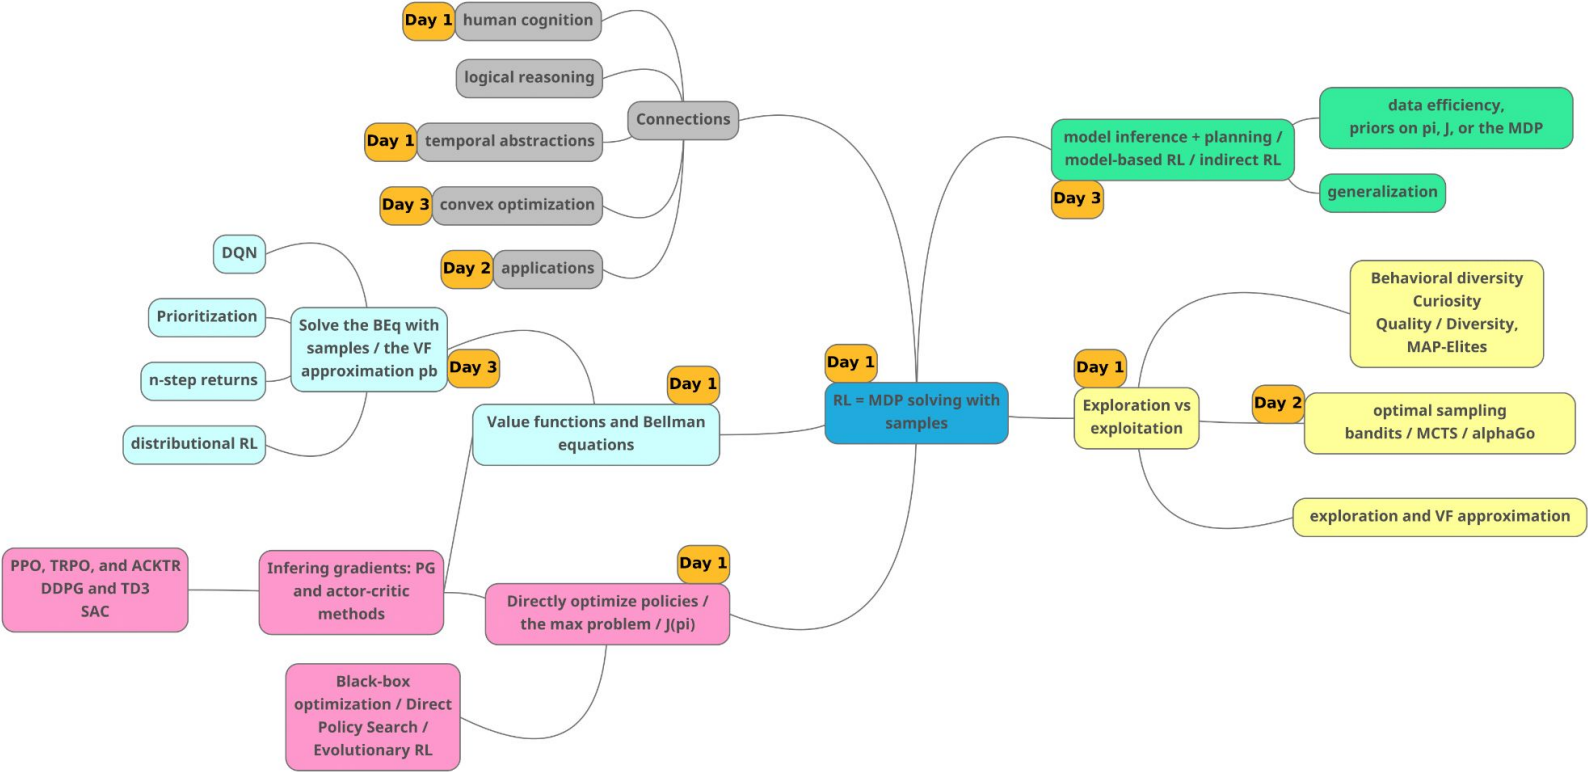 Day 1
human cognition
logical reasoning
Day 1
temporal abstractions
Day 3
convex optimization
Day 2
applications
Connections
model inference + planning /
model-based RL / indirect RL
Day 3
data efficiency,
priors on pi, J, or the MDP
generalization
DQN
Prioritization
n-step returns
distributional RL
Solve the BEq with
samples / the VF
approximation pb
Day 3
Day 1
Value functions and Bellman
equations
Day 1
RL = MDP solving with
samples
Day 1
Exploration vs
exploitation
Behavioral diversity
Curiosity
Quality / Diversity,
MAP-Elites
Day 2
optimal sampling
bandits / MCTS / alphaGo
exploration and VF approximation
PPO, TRPO, and ACKTR
DDPG and TD3
SAC
Infering gradients: PG
and actor-critic
methods
Day 1
Directly optimize policies /
the max problem / J(pi)
Black-box
optimization / Direct
Policy Search /
Evolutionary RL